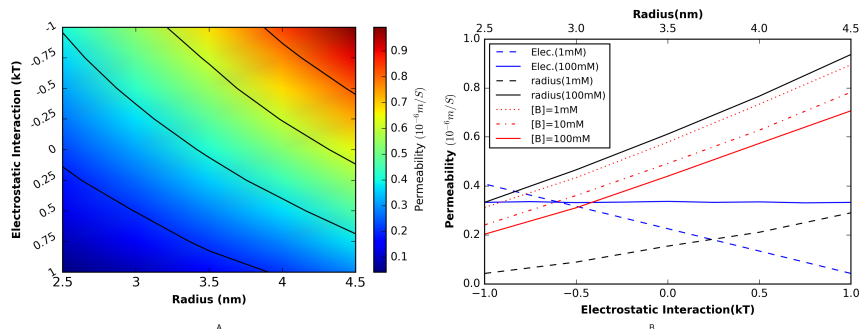 -1
-0.75
-0.5
-0.25
0
0.25
0.5
0.75
1
Electrostatic Interaction (kT)
2.5 3 3.5 4 4.5
Radius (nm)
0.9
0.8
0.7
0.6
0.5
0.4
0.3
0.2
0.1
Permeability (10⁻⁶m/S)
A
Radius(nm)
2.5 3.0 3.5 4.0 4.5
1.0
0.8
0.6
0.4
0.2
0.0
Permeability (10⁻⁶m/S)
Elec.(1mM)
Elec.(100mM)
radius(1mM)
radius(100mM)
[B]=1mM
[B]=10mM
[B]=100mM
−1.0 −0.5 0.0 0.5 1.0
Electrostatic Interaction(kT)
B